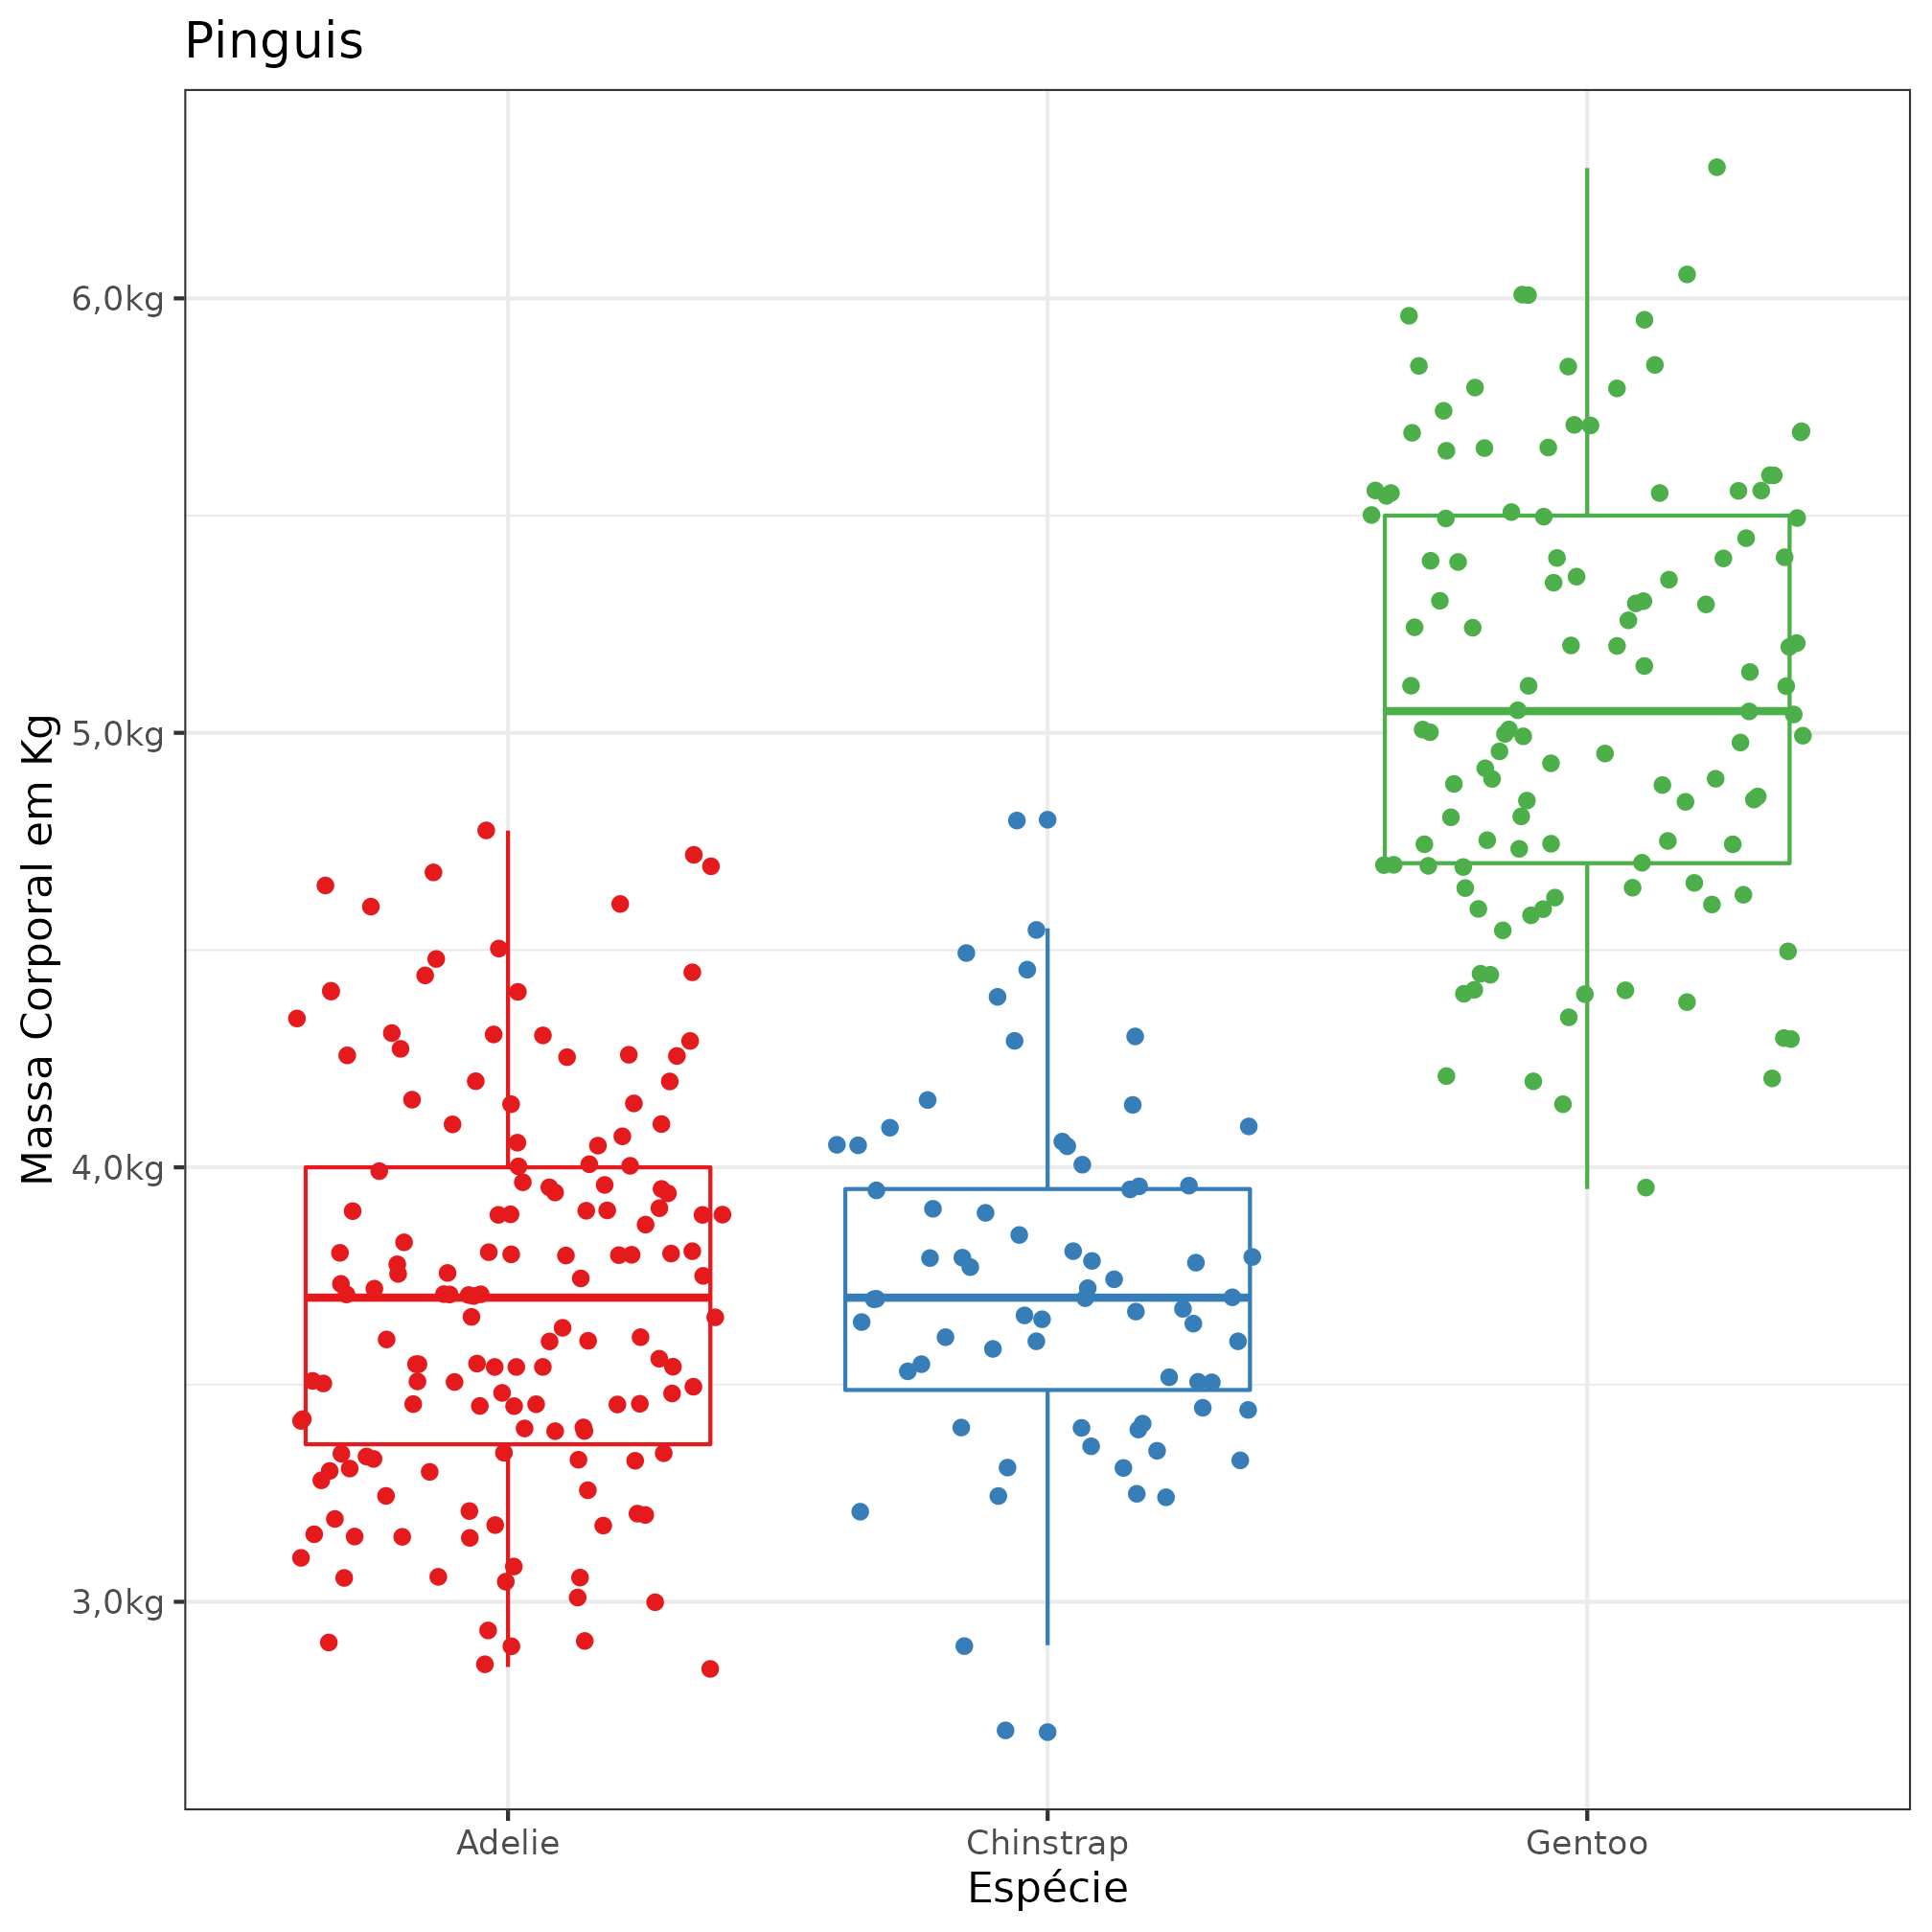 Pinguis
Massa Corporal em Kg
6,0kg
5,0kg
4,0kg
3,0kg
Adelie
Chinstrap
Gentoo
Espécie